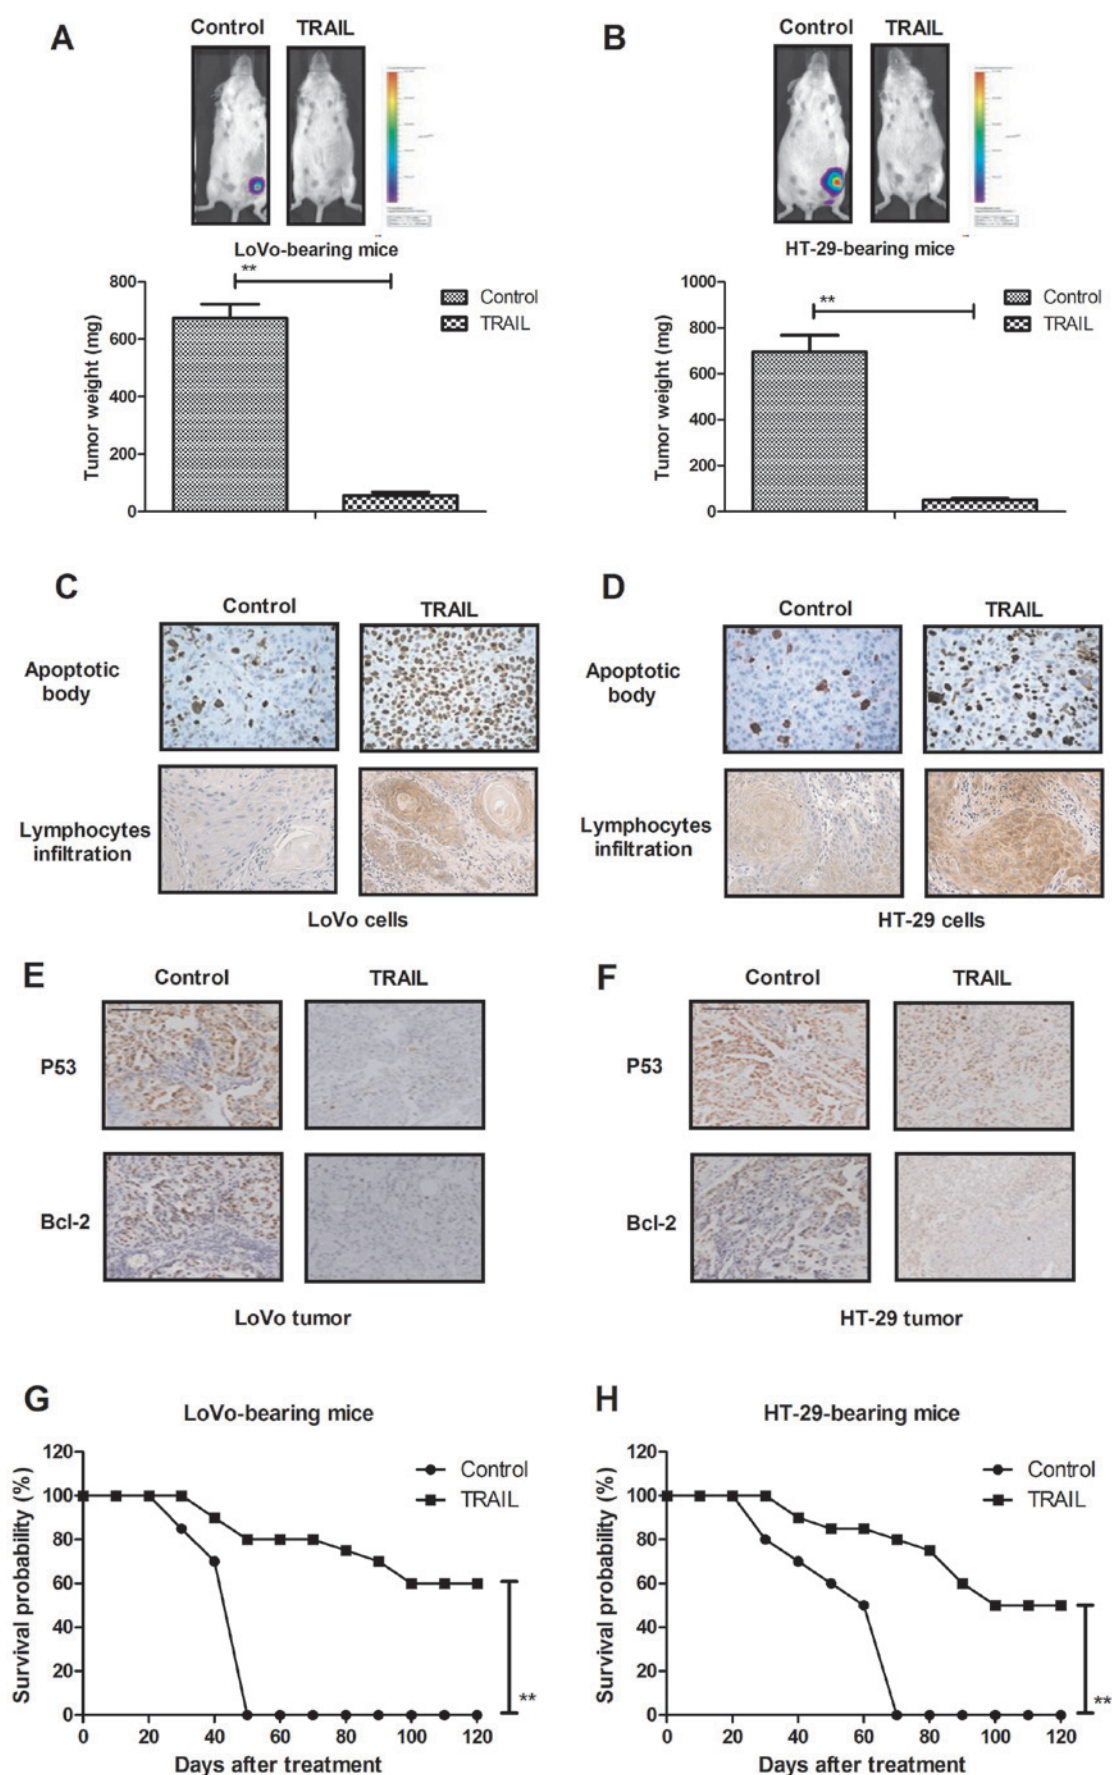 A
Control
TRAIL
LoVo-bearing mice
Tumor weight (mg)
800
600
400
200
0
**
Control
TRAIL
B
Control
TRAIL
HT-29-bearing mice
Tumor weight (mg)
1000
800
600
400
200
0
**
Control
TRAIL
C
Control
TRAIL
Apoptotic
body
Lymphocytes
infiltration
LoVo cells
D
Control
TRAIL
Apoptotic
body
Lymphocytes
infiltration
HT-29 cells
E
Control
TRAIL
P53
Bcl-2
LoVo tumor
F
Control
TRAIL
P53
Bcl-2
HT-29 tumor
G
LoVo-bearing mice
Survival probability (%)
120
100
80
60
40
20
0
Control
TRAIL
**
0 20 40 60 80 100 120
Days after treatment
H
HT-29-bearing mice
Survival probability (%)
120
100
80
60
40
20
0
Control
TRAIL
**
0 20 40 60 80 100 120
Days after treatment